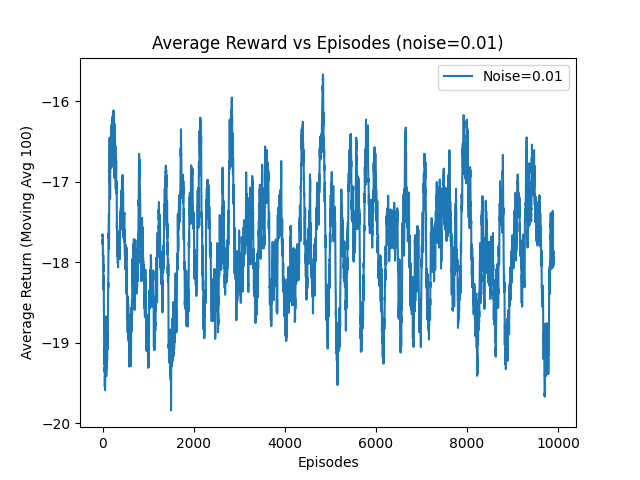 Average Reward vs Episodes (noise=0.01)
Noise=0.01
Average Return (Moving Avg 100)
−16
−17
−18
−19
−20
0 2000 4000 6000 8000 10000
Episodes